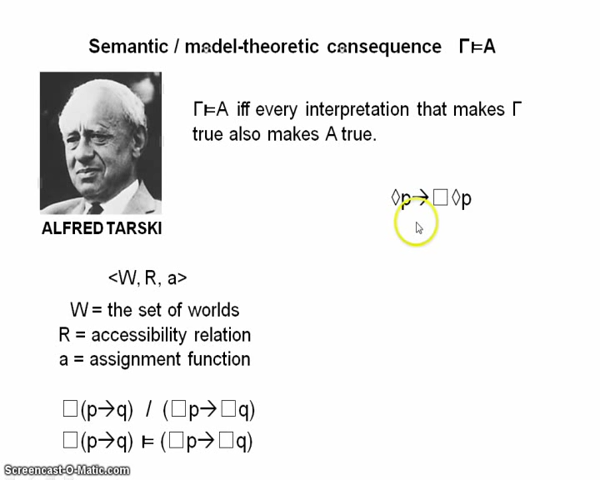 Semantic / model-theoretic consequence Γ⊨A
Γ⊨A iff every interpretation that makes Γ
true also makes A true.
◊p→□◊p
ALFRED TARSKI
<W, R, a>
W = the set of worlds
R = accessibility relation
a = assignment function
□(p→q) / (□p→□q)
□(p→q) ⊨ (□p→□q)
Screencast-O-Matic.com